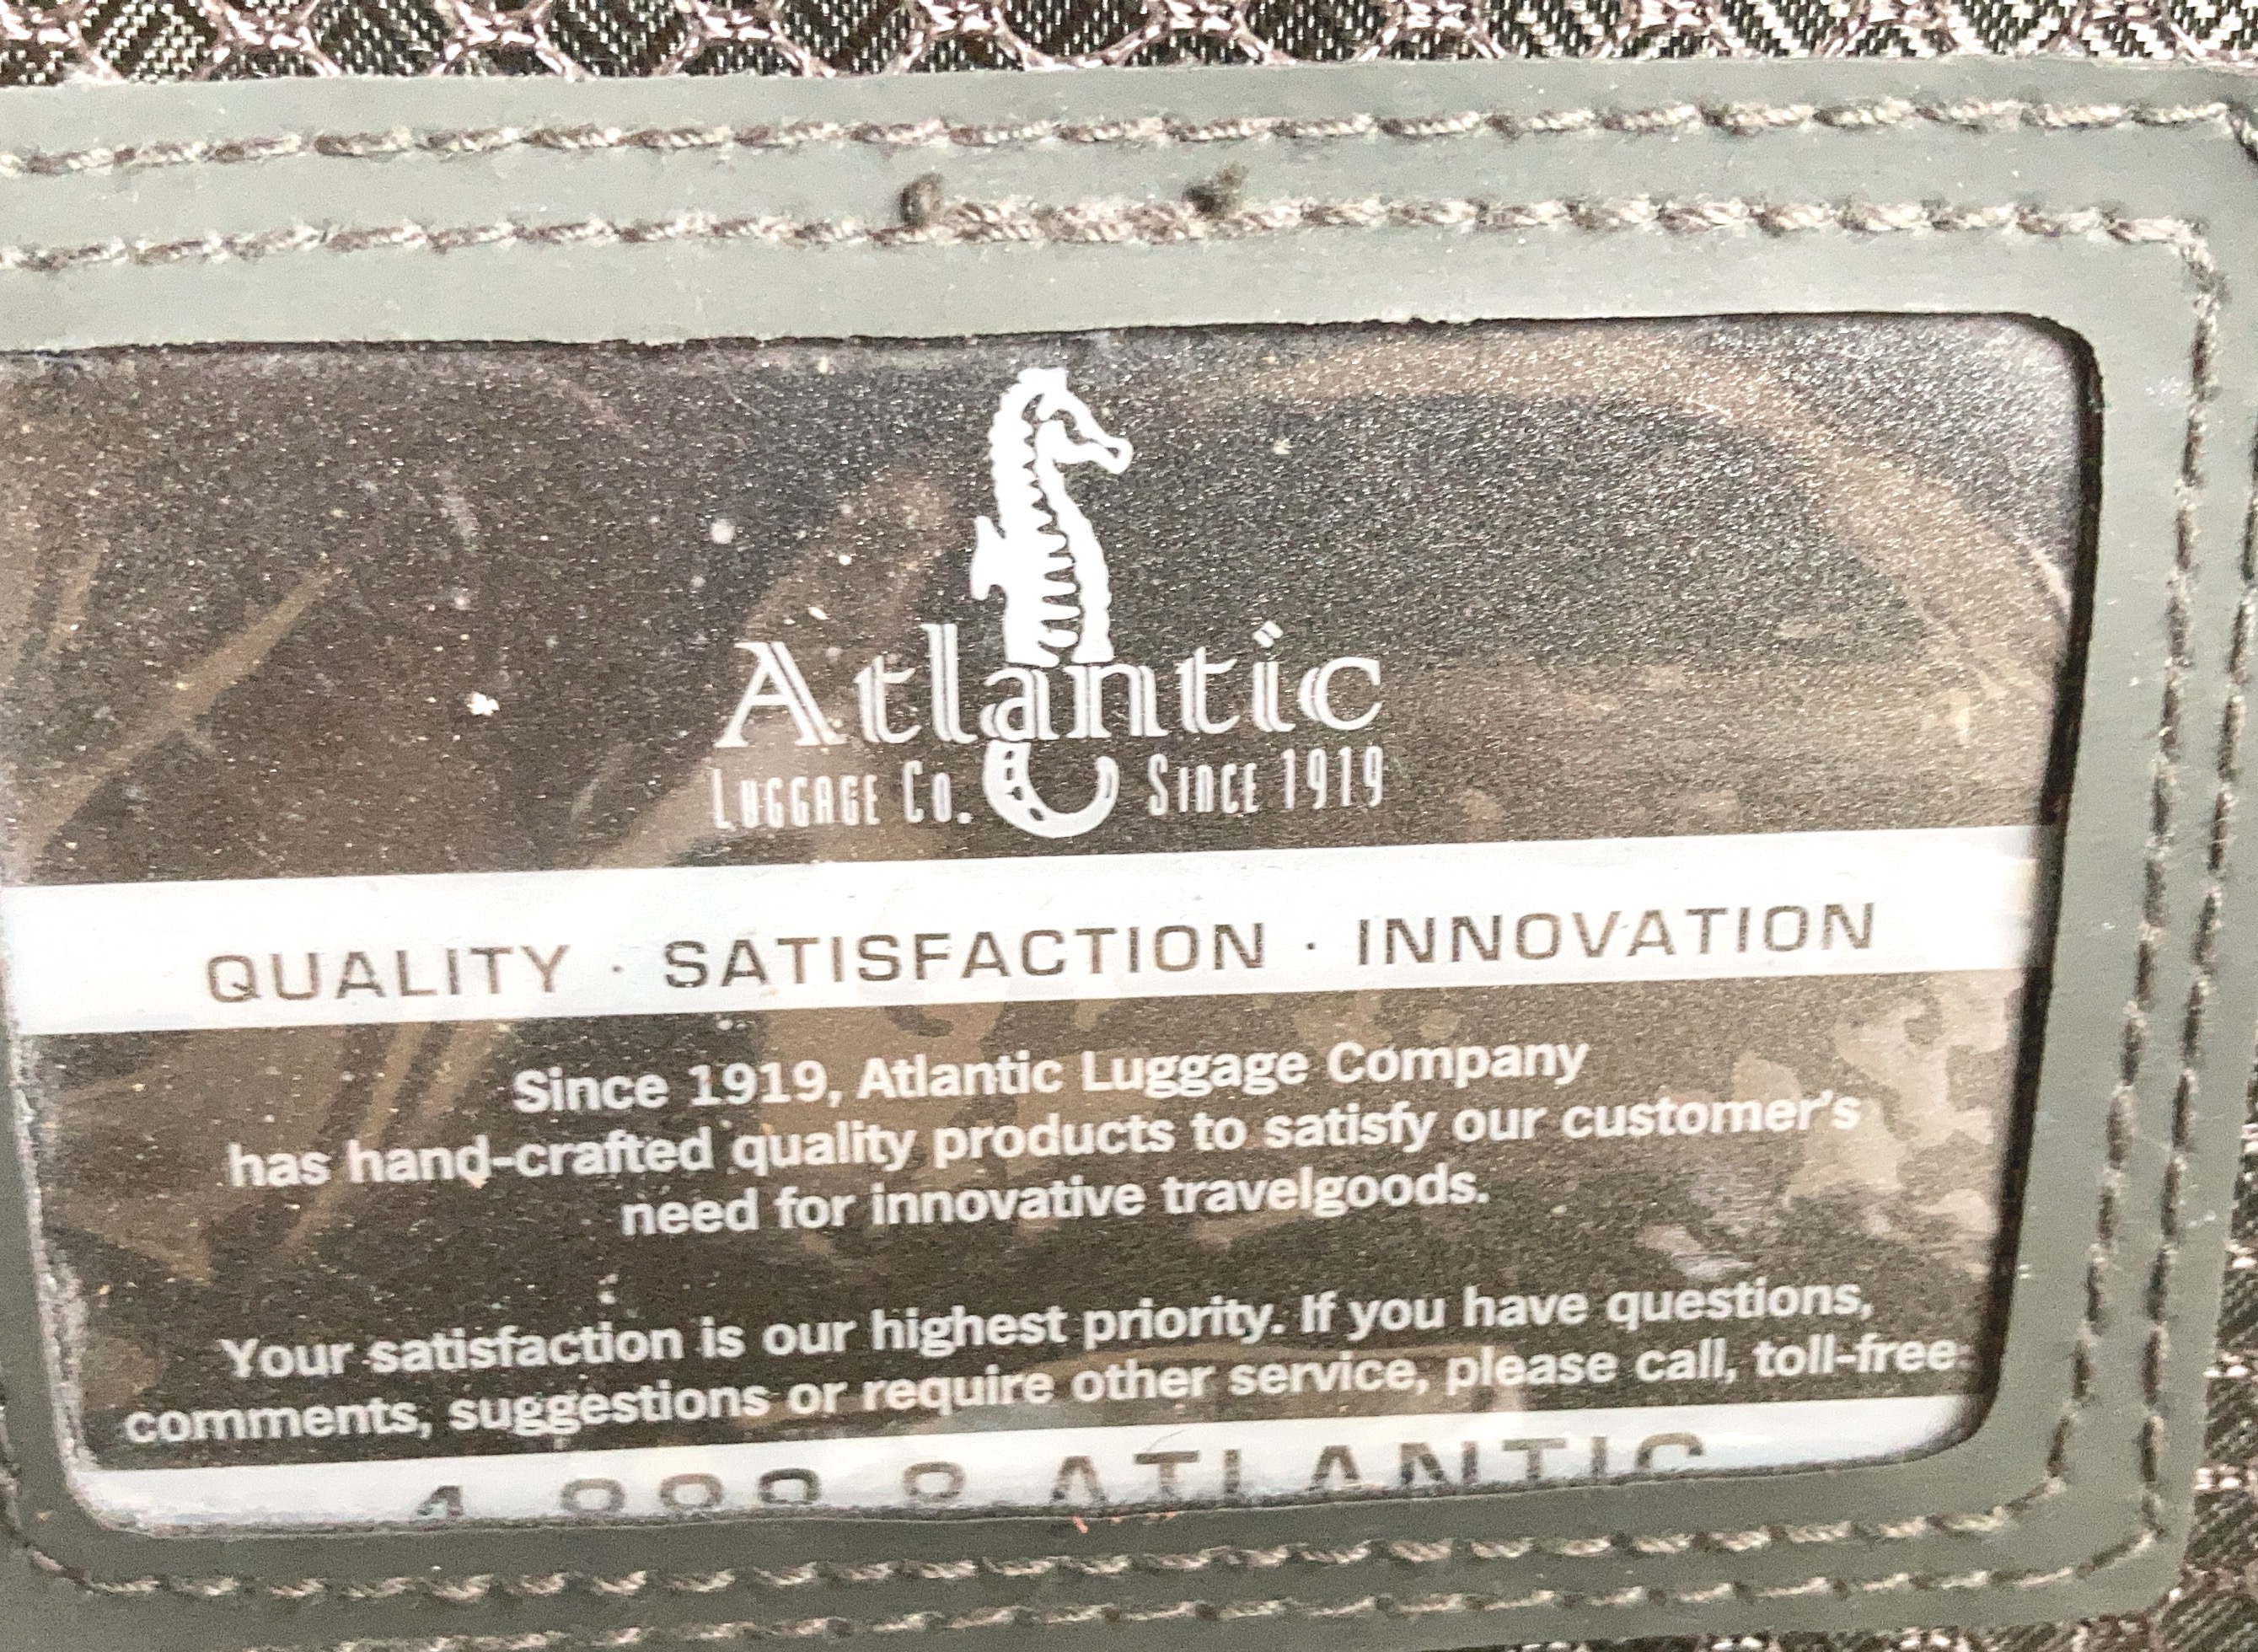 Atlantic
LUGGAGE CO. SINCE 1919
QUALITY · SATISFACTION · INNOVATION
Since 1919, Atlantic Luggage Company
has hand-crafted quality products to satisfy our customer's
need for innovative travelgoods.
Your satisfaction is our highest priority. If you have questions,
comments, suggestions or require other service, please call, toll-free
ATLANTIC